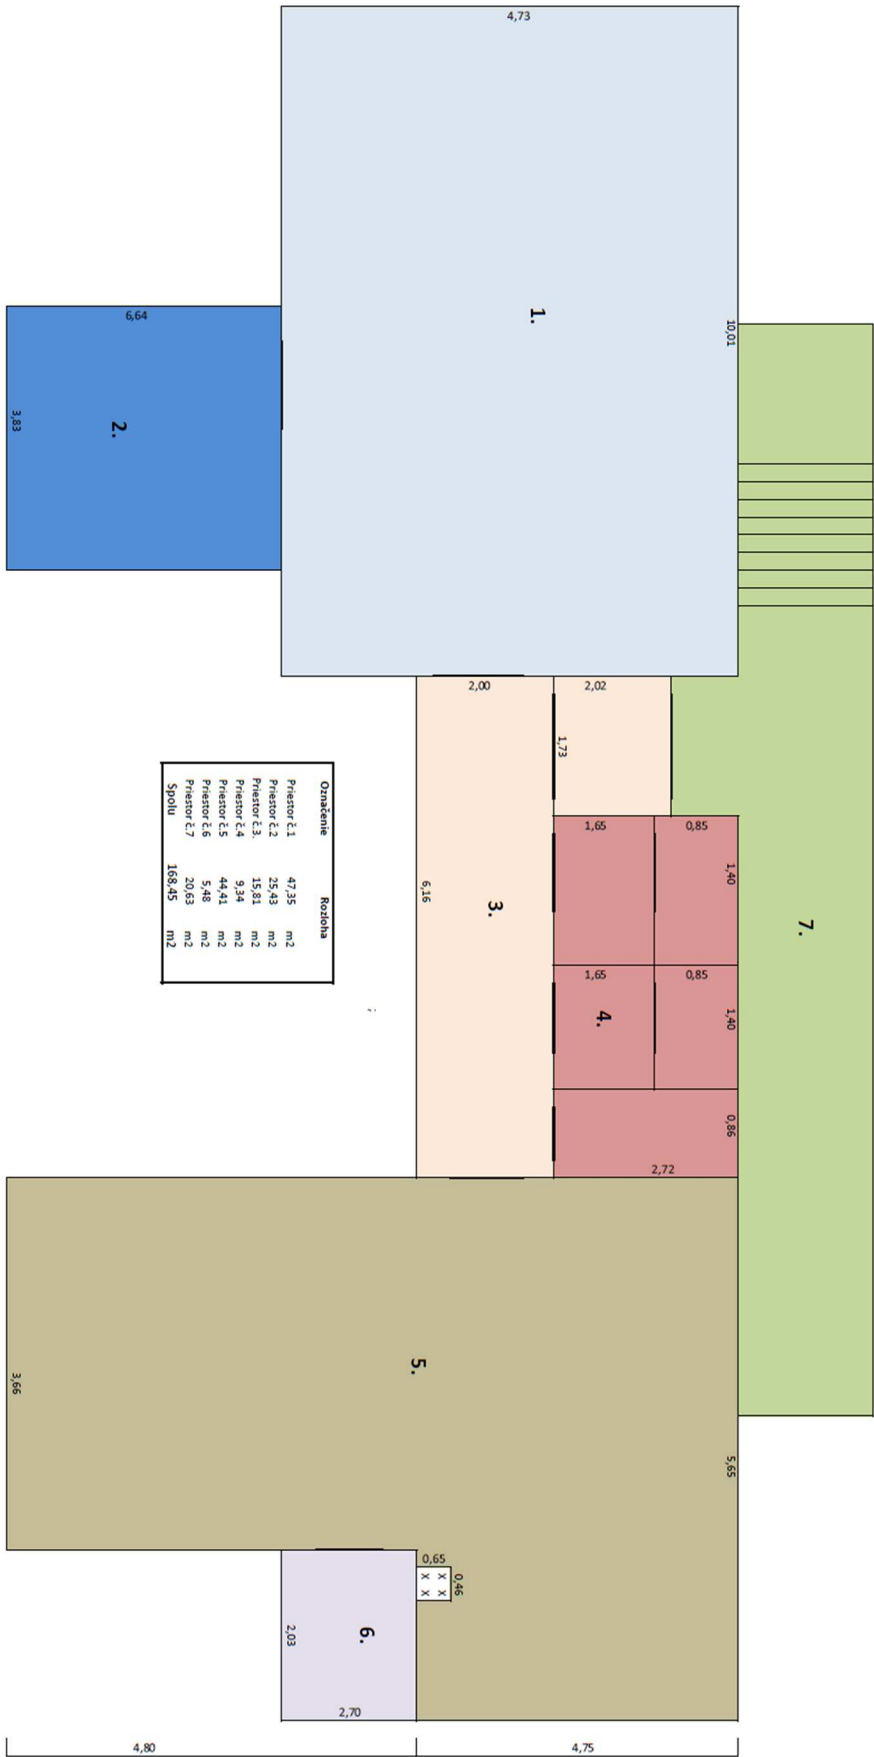 4,73
1.
10,01
6,64
2.
3,83
2,00
2,02
1,73
1,65
0,85
1,40
7.
6,16
3.
1,65
0,85
4.
1,40
0,86
2,72
Označenie Rozloha
Priestor č.1 47,35 m2
Priestor č.2 25,43 m2
Priestor č.3. 15,81 m2
Priestor č.4 9,34 m2
Priestor č.5 44,41 m2
Priestor č.6 5,48 m2
Priestor č.7 20,63 m2
Spolu 168,45 m2
5.
3,66
5,65
0,65
0,46
x x
x x
6.
2,03
2,70
4,80
4,75